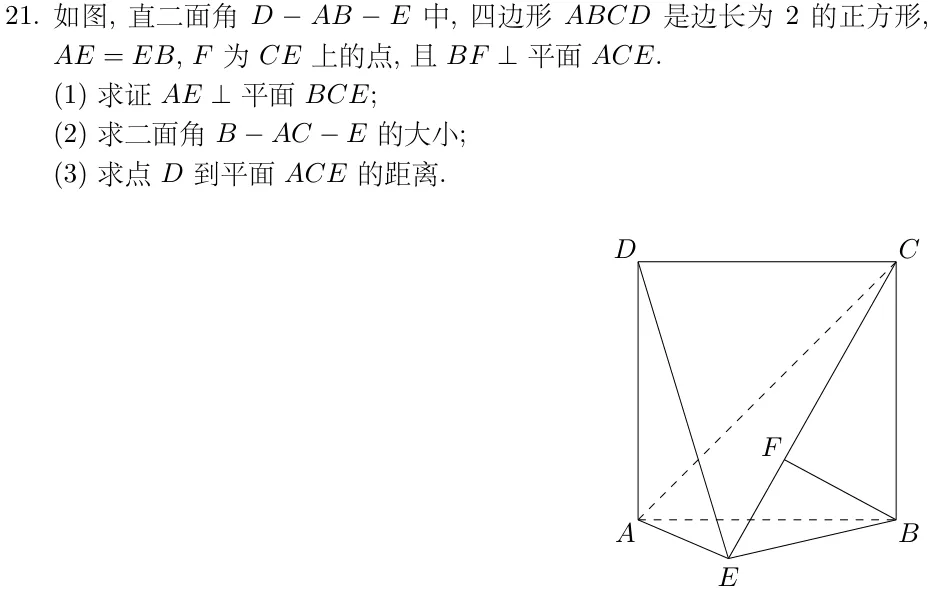 21. 如图, 直二面角 D − AB − E 中, 四边形 ABCD 是边长为 2 的正方形,
AE = EB, F 为 CE 上的点, 且 BF ⊥ 平面 ACE.
(1) 求证 AE ⊥ 平面 BCE;
(2) 求二面角 B − AC − E 的大小;
(3) 求点 D 到平面 ACE 的距离.
D C
F
A B
E